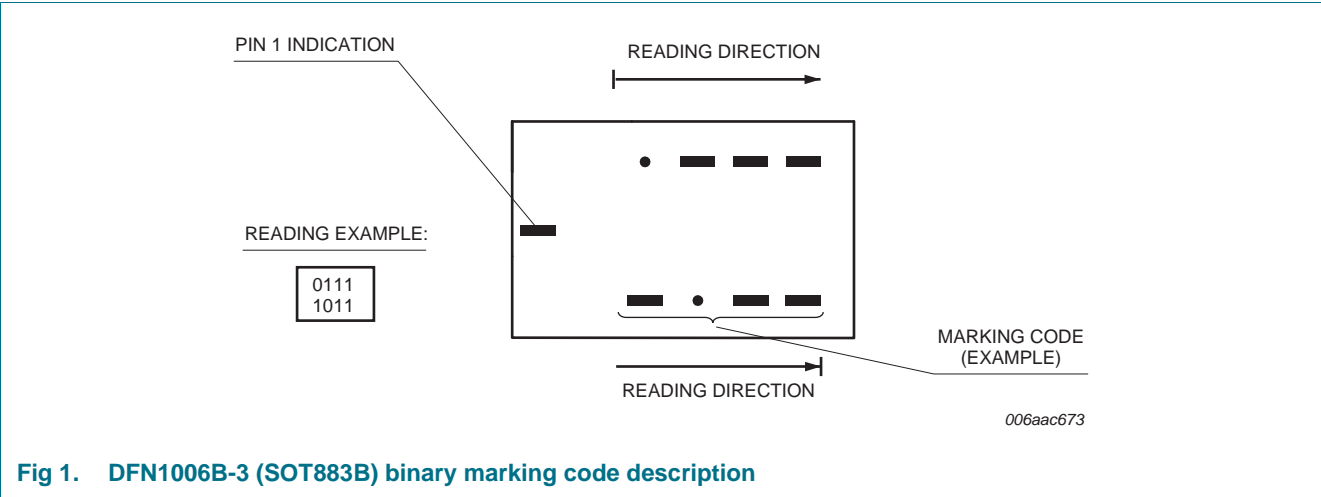 PIN 1 INDICATION
READING DIRECTION
READING EXAMPLE:
0111
1011
MARKING CODE
(EXAMPLE)
READING DIRECTION
006aac673
Fig 1. DFN1006B-3 (SOT883B) binary marking code description